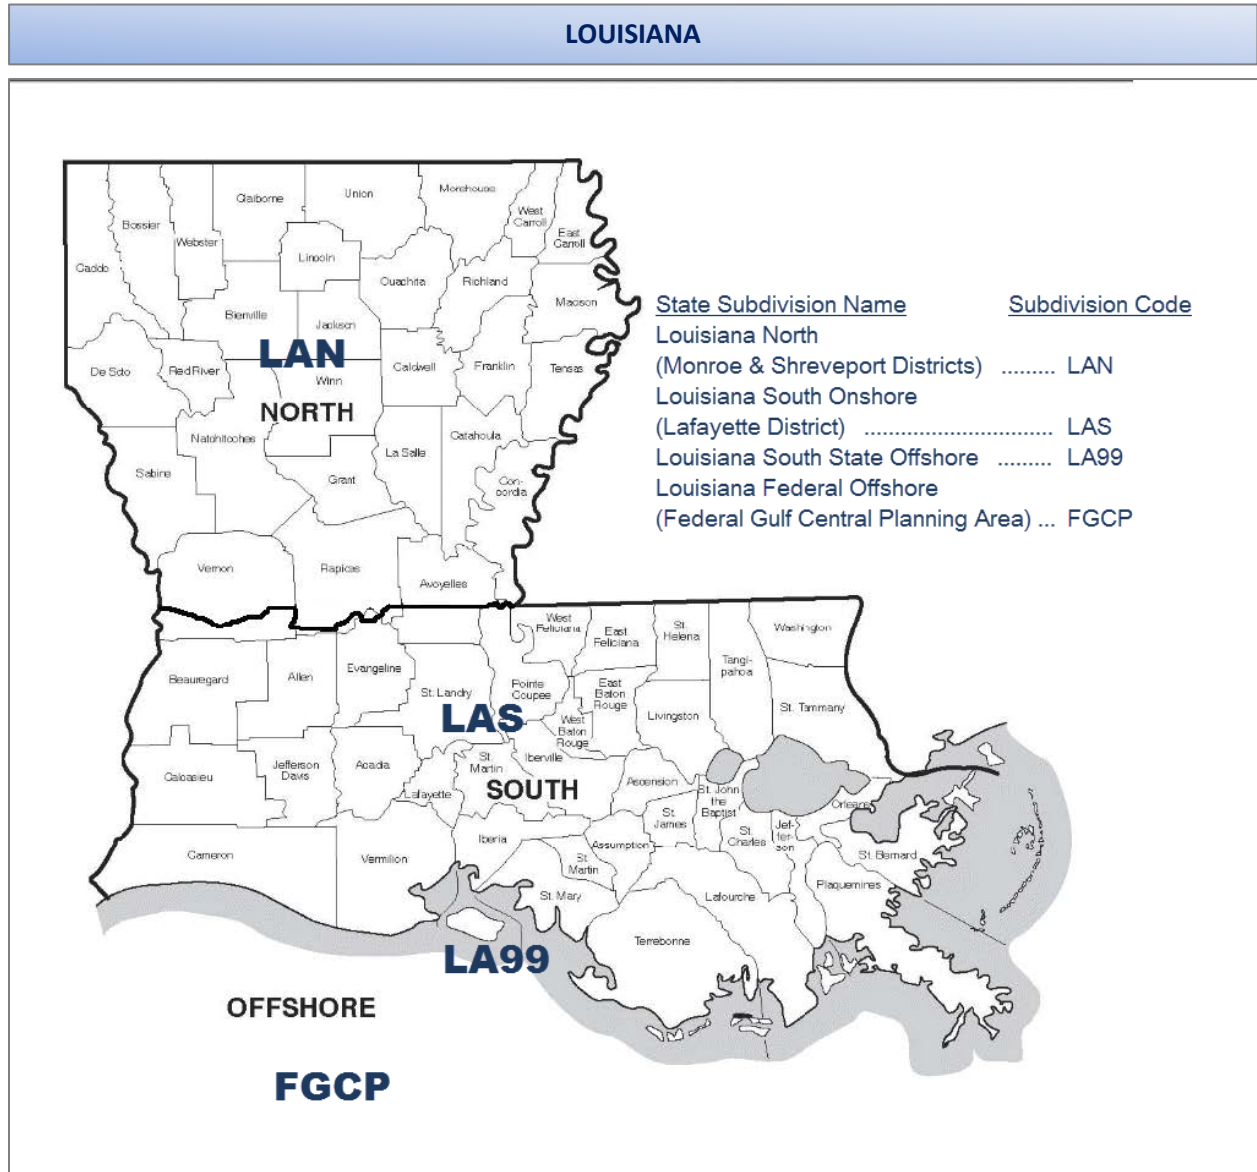 LOUISIANA
State Subdivision Name Subdivision Code
Louisiana North
(Monroe & Shreveport Districts) ......... LAN
Louisiana South Onshore
(Lafayette District) .............................. LAS
Louisiana South State Offshore ......... LA99
Louisiana Federal Offshore
(Federal Gulf Central Planning Area) ... FGCP
Caddo
Bossier
Webster
Claiborne
Union
Morehouse
West
Carroll
East
Carroll
Lincoln
Ouachita
Richland
Madison
Bienville
Jackson
LAN
De Soto
Red River
Winn
Caldwell
Franklin
Tensas
NORTH
Natchitoches
Sabine
Grant
La Salle
Catahoula
Con-
cordia
Vernon
Rapides
Avoyelles
Beauregard
Allen
Evangeline
St. Landry
Pointe
Coupee
West
Feliciana
East
Feliciana
St.
Helena
Tangi-
pahoa
Washington
East
Baton
Rouge
West
Baton
Rouge
Livingston
St. Tammany
LAS
Calcasieu
Jefferson
Davis
Acadia
Lafayette
St.
Martin
Iberville
SOUTH
Ascension
St. John
the
Baptist
Orleans
St.
James
St.
Charles
Jef-
fer-
son
St. Bernard
Cameron
Vermilion
Iberia
Assumption
St.
Martin
St. Mary
Lafourche
Plaquemines
Terrebonne
LA99
OFFSHORE
FGCP